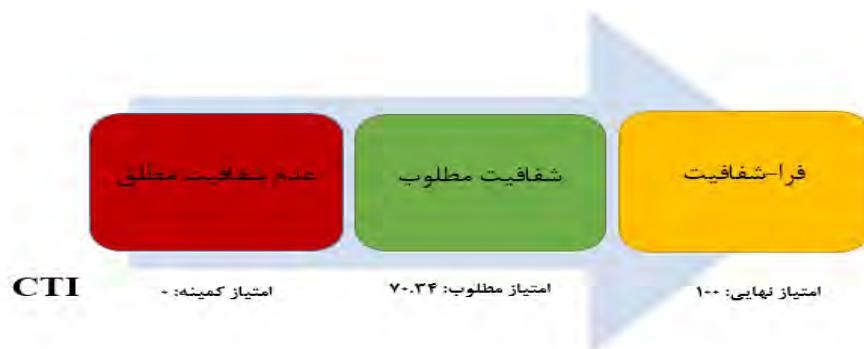 عدم شفافیت مطلق
شفافیت مطلوب
فرا-شفافیت
CTI
امتیاز کمینه: ۰
امتیاز مطلوب: ۷۰.۳۴
امتیاز نهایی: ۱۰۰